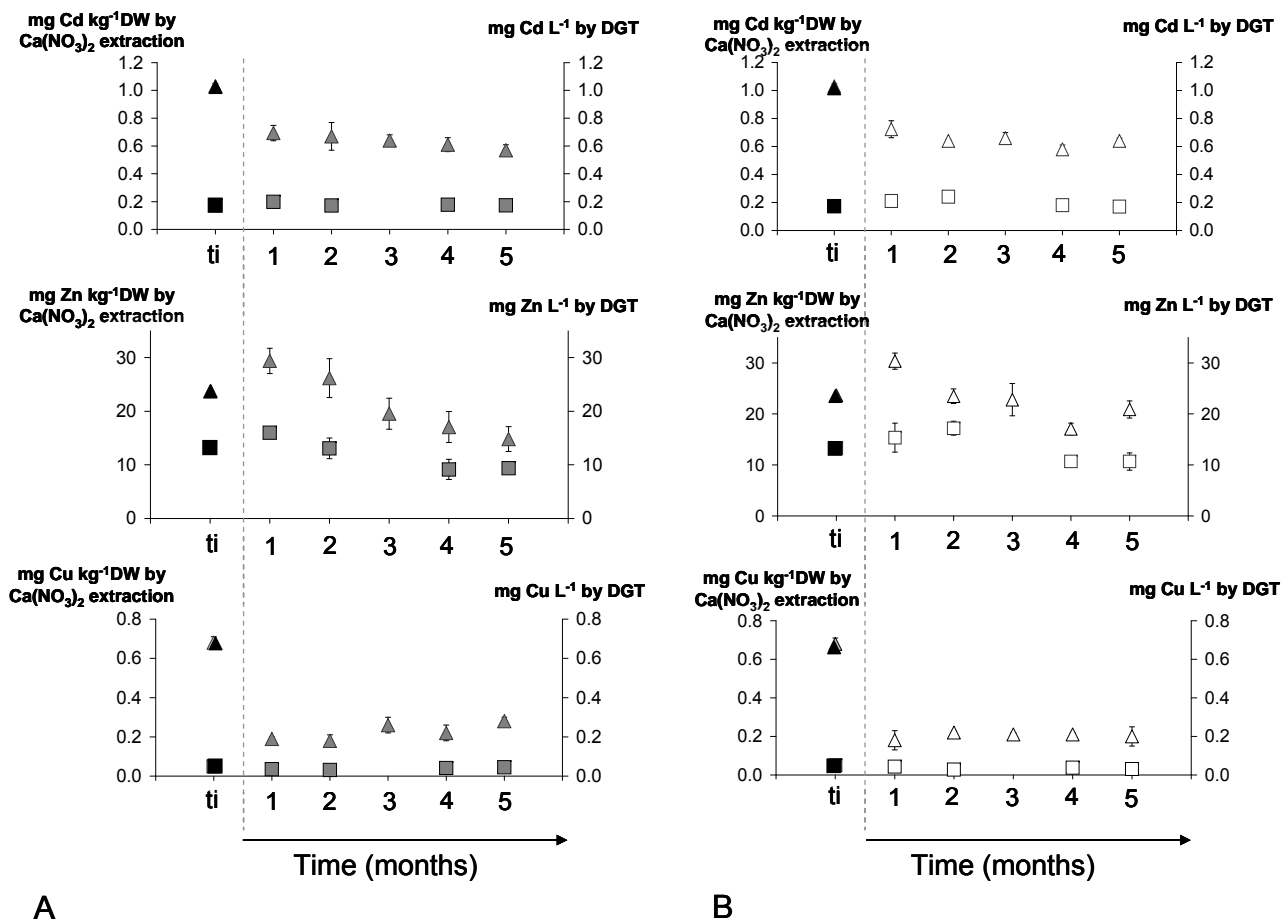 mg Cd kg⁻¹DW by
Ca(NO₃)₂ extraction
mg Cd L⁻¹ by DGT
1.2 1.2
1.0 1.0
0.8 0.8
0.6 0.6
0.4 0.4
0.2 0.2
0.0 0.0
ti 1 2 3 4 5
mg Zn kg⁻¹DW by
Ca(NO₃)₂ extraction
mg Zn L⁻¹ by DGT
30 30
20 20
10 10
0 0
ti 1 2 3 4 5
mg Cu kg⁻¹DW by
Ca(NO₃)₂ extraction
mg Cu L⁻¹ by DGT
0.8 0.8
0.6 0.6
0.4 0.4
0.2 0.2
0.0 0.0
ti 1 2 3 4 5
Time (months)
A
mg Cd kg⁻¹DW by
Ca(NO₃)₂ extraction
mg Cd L⁻¹ by DGT
1.2 1.2
1.0 1.0
0.8 0.8
0.6 0.6
0.4 0.4
0.2 0.2
0.0 0.0
ti 1 2 3 4 5
mg Zn kg⁻¹DW by
Ca(NO₃)₂ extraction
mg Zn L⁻¹ by DGT
30 30
20 20
10 10
0 0
ti 1 2 3 4 5
mg Cu kg⁻¹DW by
Ca(NO₃)₂ extraction
mg Cu L⁻¹ by DGT
0.8 0.8
0.6 0.6
0.4 0.4
0.2 0.2
0.0 0.0
ti 1 2 3 4 5
Time (months)
B